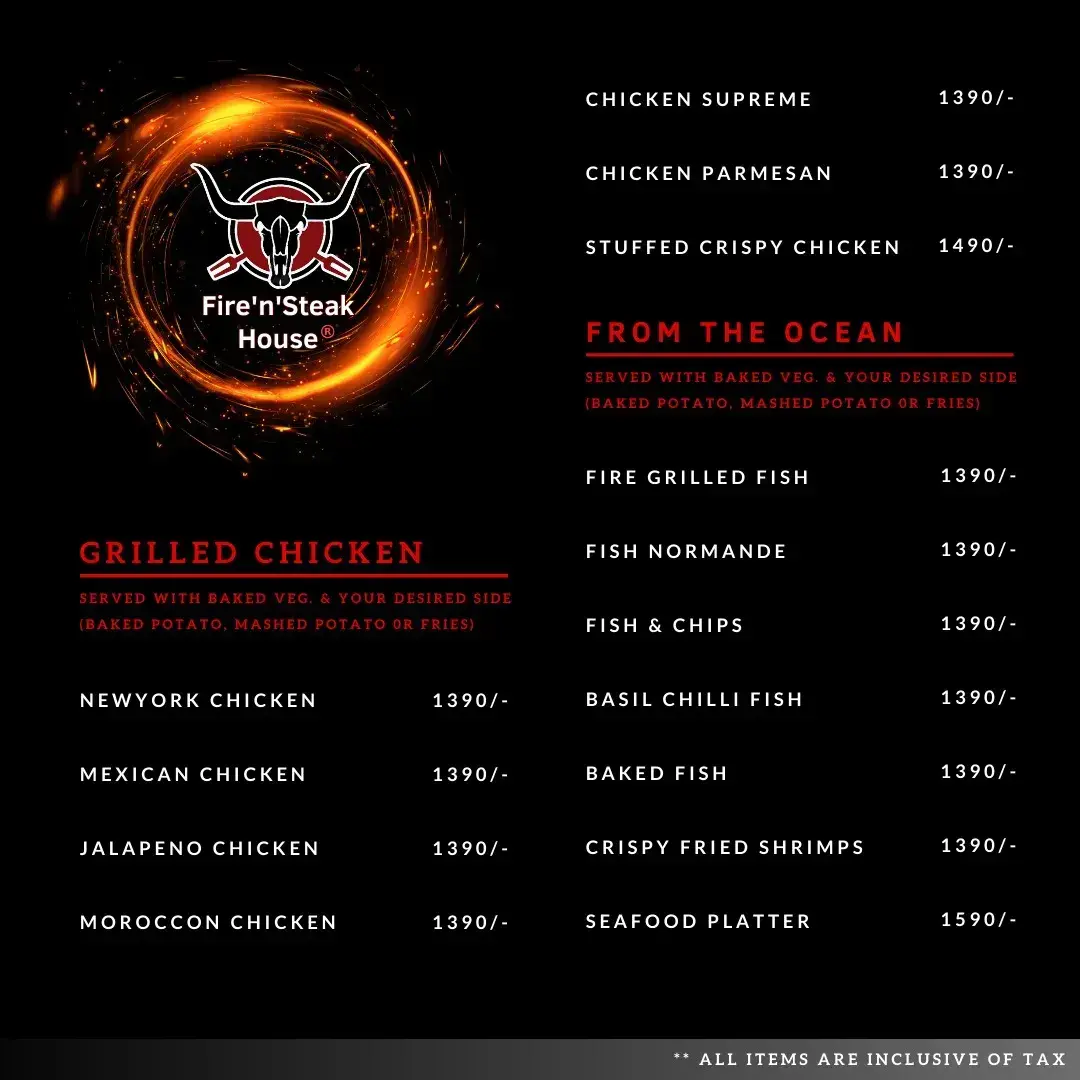 Fire'n'Steak
House®
GRILLED CHICKEN
SERVED WITH BAKED VEG. & YOUR DESIRED SIDE
(BAKED POTATO, MASHED POTATO 0R FRIES)
NEWYORK CHICKEN 1390/-
MEXICAN CHICKEN 1390/-
JALAPENO CHICKEN 1390/-
MOROCCON CHICKEN 1390/-
CHICKEN SUPREME 1390/-
CHICKEN PARMESAN 1390/-
STUFFED CRISPY CHICKEN 1490/-
FROM THE OCEAN
SERVED WITH BAKED VEG. & YOUR DESIRED SIDE
(BAKED POTATO, MASHED POTATO 0R FRIES)
FIRE GRILLED FISH 1390/-
FISH NORMANDE 1390/-
FISH & CHIPS 1390/-
BASIL CHILLI FISH 1390/-
BAKED FISH 1390/-
CRISPY FRIED SHRIMPS 1390/-
SEAFOOD PLATTER 1590/-
** ALL ITEMS ARE INCLUSIVE OF TAX